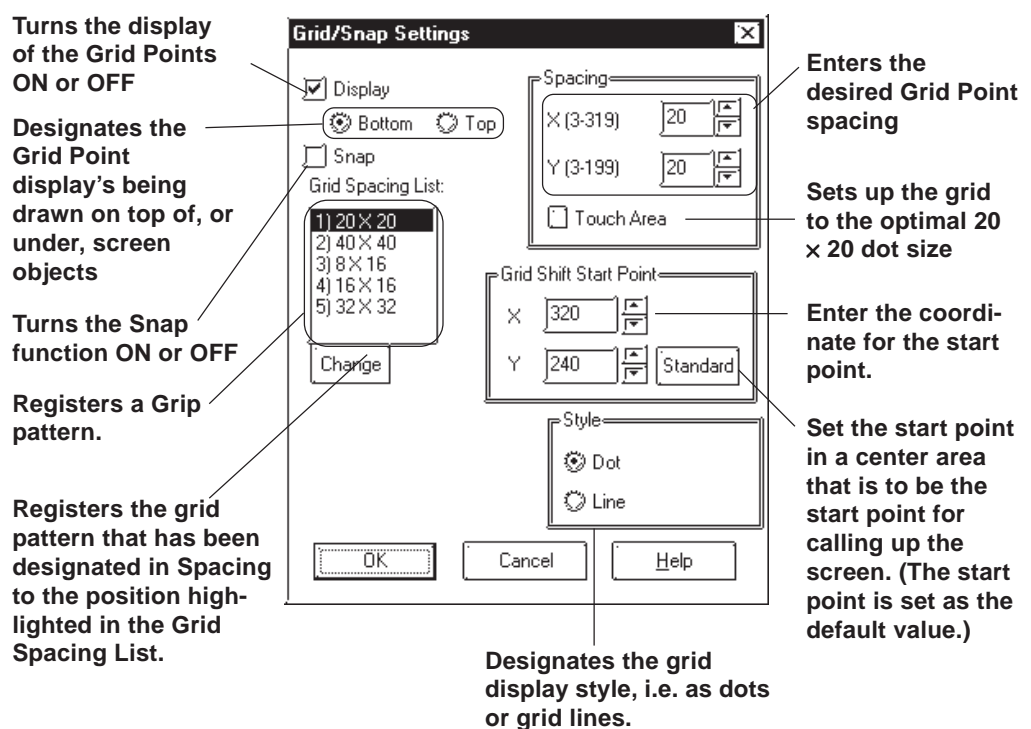 Turns the display
of the Grid Points
ON or OFF
Designates the
Grid Point
display's being
drawn on top of, or
under, screen
objects
Turns the Snap
function ON or OFF
Registers a Grip
pattern.
Registers the grid
pattern that has been
designated in Spacing
to the position high-
lighted in the Grid
Spacing List.
Grid/Snap Settings
Display
Bottom Top
Snap
Grid Spacing List:
1) 20 X 20
2) 40 X 40
3) 8 X 16
4) 16 X 16
5) 32 X 32
Change
Spacing
X (3-319) 20
Y (3-199) 20
Touch Area
Grid Shift Start Point
X 320
Y 240 Standard
Style
Dot
Line
OK Cancel Help
Enters the
desired Grid Point
spacing
Sets up the grid
to the optimal 20
x 20 dot size
Enter the coordi-
nate for the start
point.
Set the start point
in a center area
that is to be the
start point for
calling up the
screen. (The start
point is set as the
default value.)
Designates the grid
display style, i.e. as dots
or grid lines.